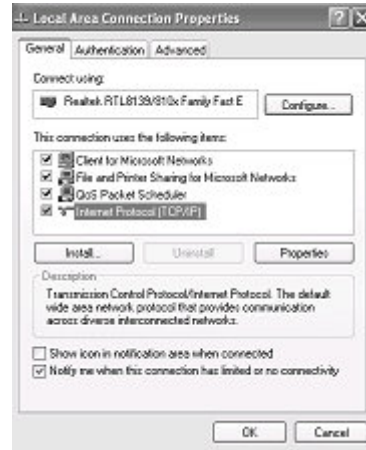 Local Area Connection Properties
General Authentication Advanced
Connect using:
Realtek RTL8139/810x Family Fast E
Configure...
This connection uses the following items:
Client for Microsoft Networks
File and Printer Sharing for Microsoft Networks
QoS Packet Scheduler
Internet Protocol (TCP/IP)
Install... Uninstall Properties
Description
Transmission Control Protocol/Internet Protocol. The default
wide area network protocol that provides communication
across diverse interconnected networks.
Show icon in notification area when connected
Notify me when this connection has limited or no connectivity
OK Cancel